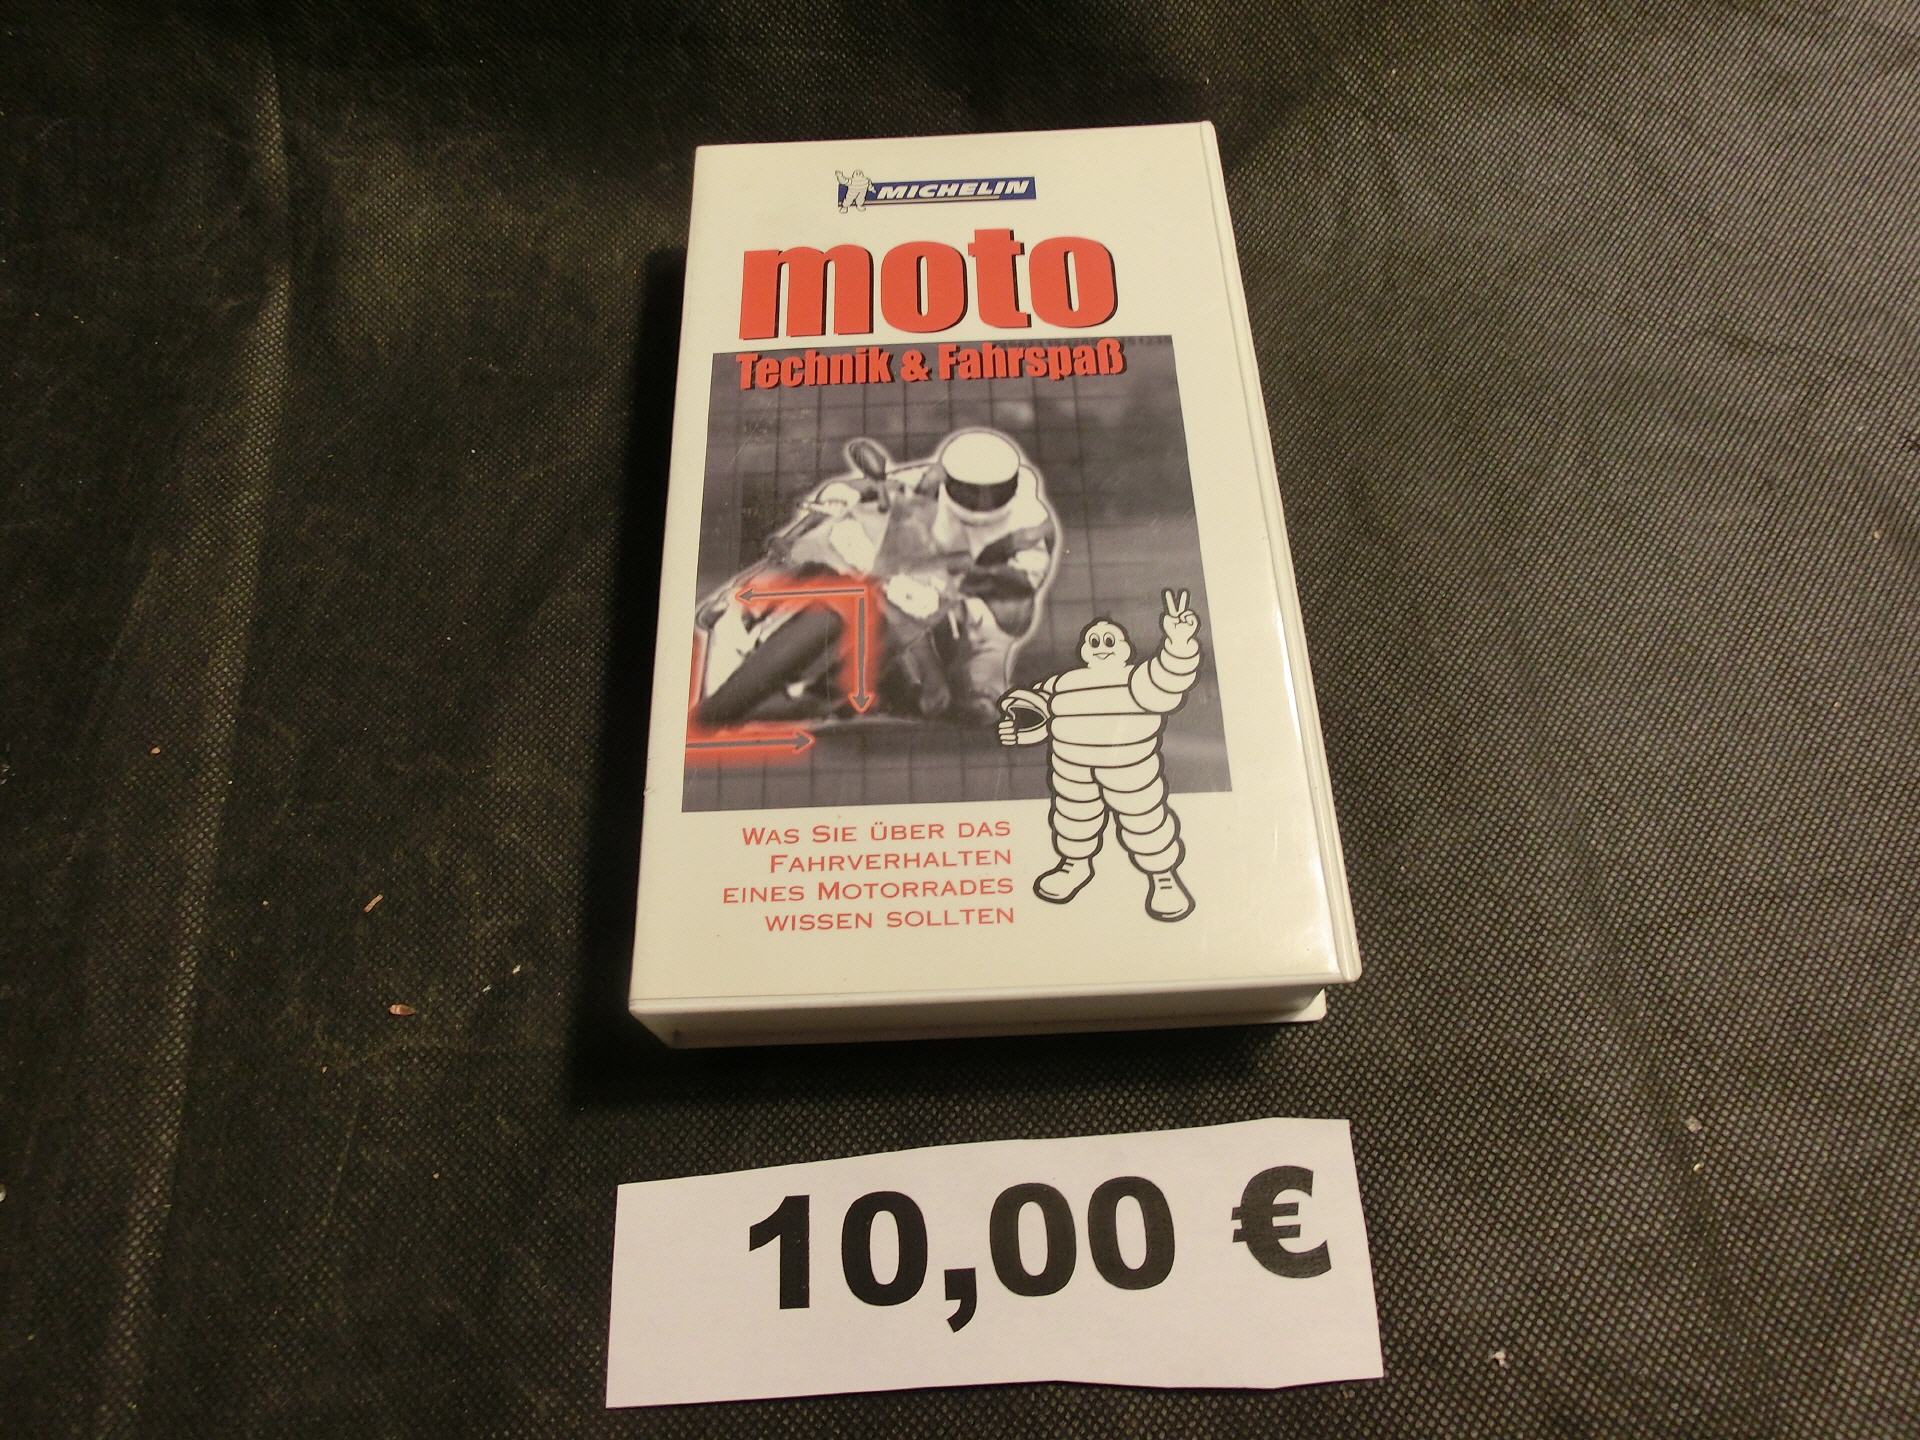 MICHELIN
moto
Technik & Fahrspaß
Was Sie über das
Fahrverhalten
eines Motorrades
wissen sollten
10,00 €